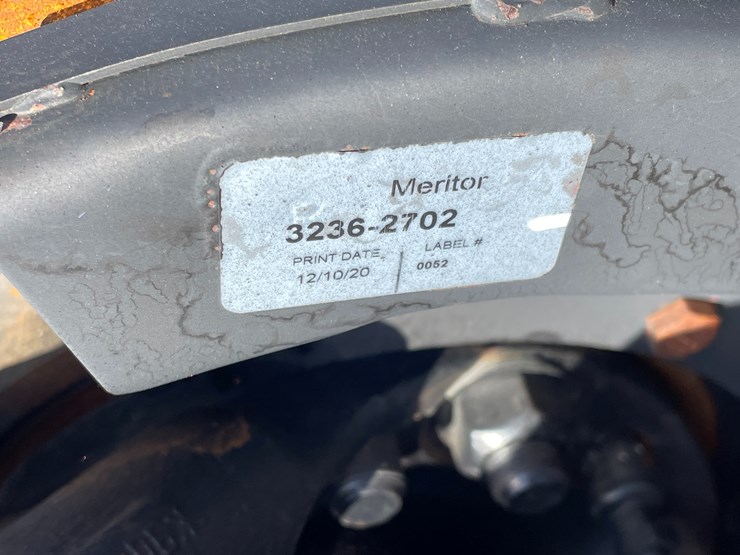 Meritor
3236-2702
PRINT DATE
12/10/20
LABEL #
0052